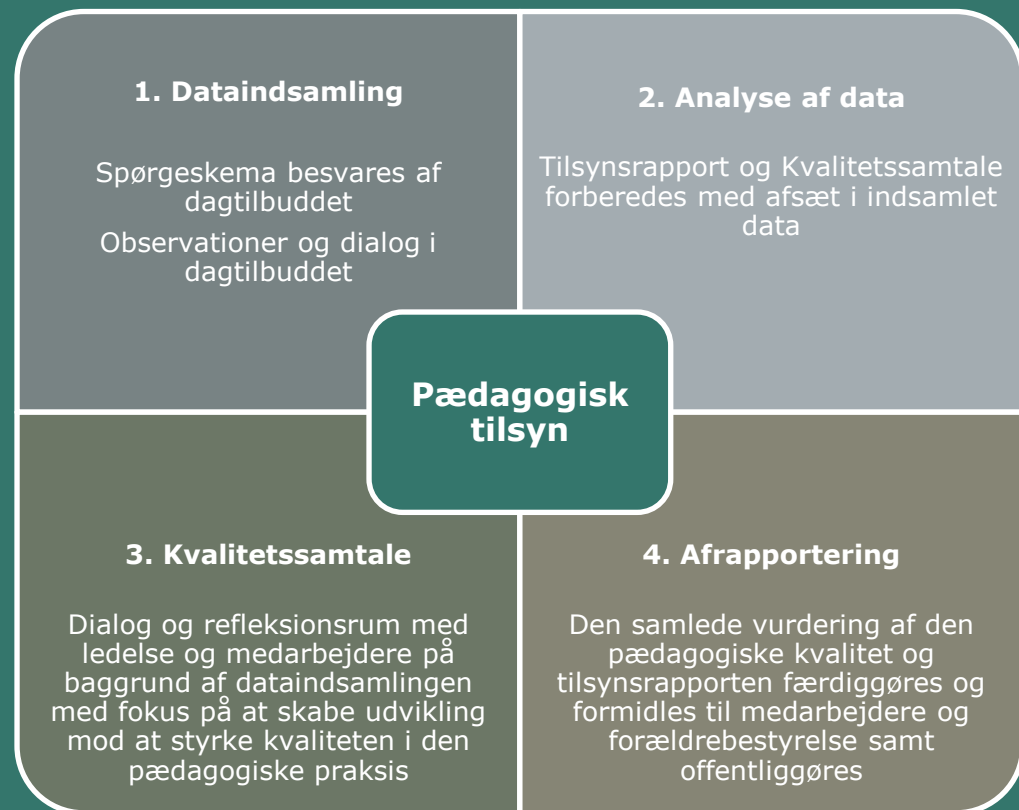 1. Dataindsamling
Spørgeskema besvares af
dagtilbuddet
Observationer og dialog i
dagtilbuddet
2. Analyse af data
Tilsynsrapport og Kvalitetssamtale
forberedes med afsæt i indsamlet
data
Pædagogisk
tilsyn
3. Kvalitetssamtale
Dialog og refleksionsrum med
ledelse og medarbejdere på
baggrund af dataindsamlingen
med fokus på at skabe udvikling
mod at styrke kvaliteten i den
pædagogiske praksis
4. Afrapportering
Den samlede vurdering af den
pædagogiske kvalitet og
tilsynsrapporten færdiggøres og
formidles til medarbejdere og
forældrebestyrelse samt
offentliggøres